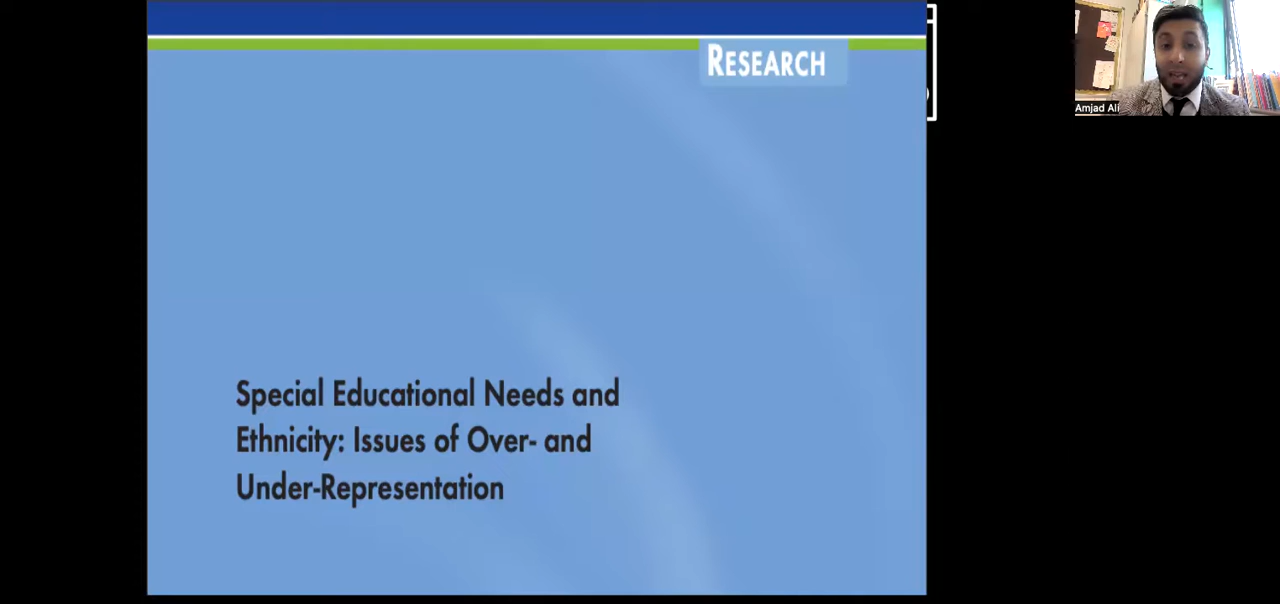 RESEARCH
Amjad Ali
Special Educational Needs and
Ethnicity: Issues of Over- and
Under-Representation